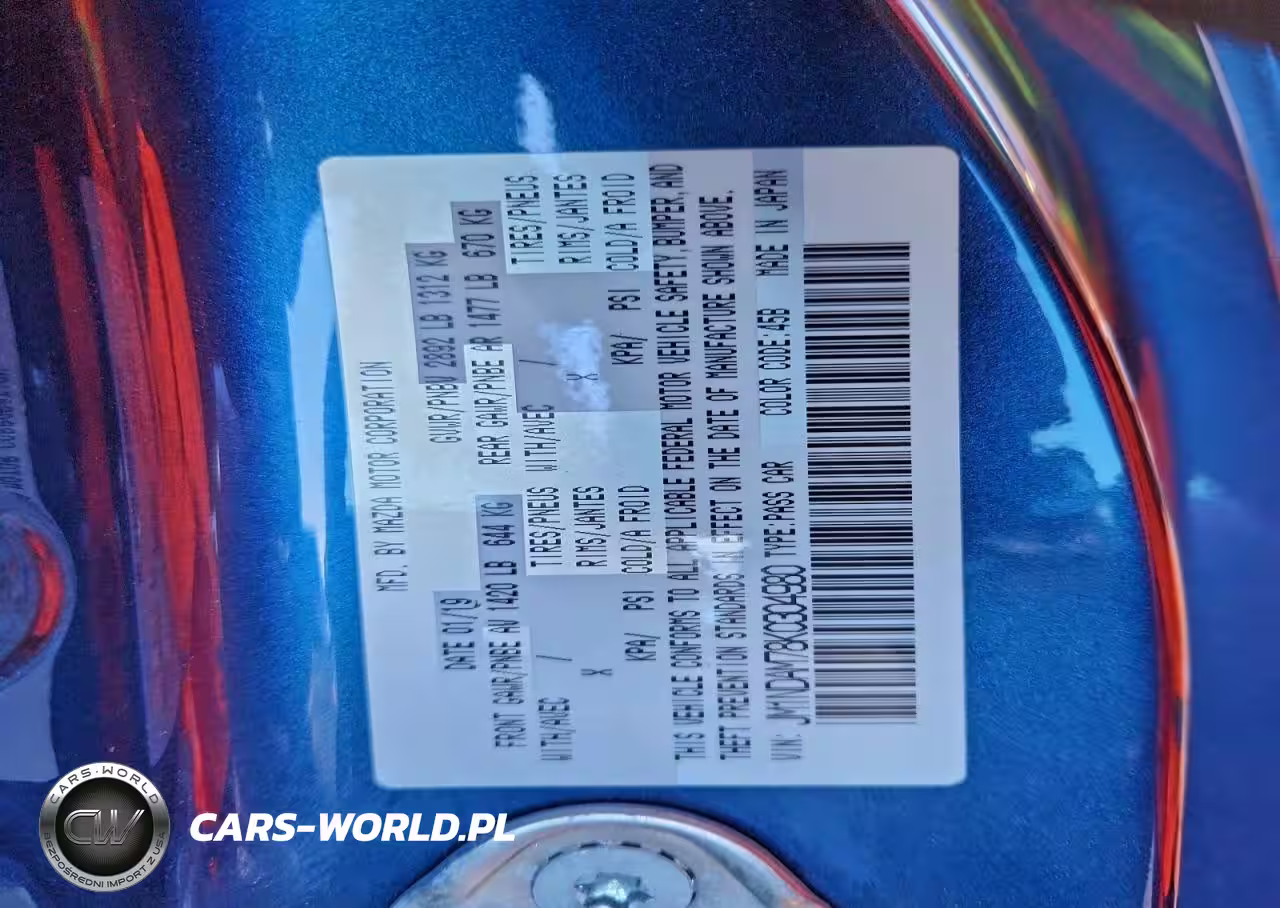 MFD. BY MAZDA MOTOR CORPORATION
DATE 01/19
GVWR/PNBV 2892 LB 1312 KG
FRONT GAWR/PNBE AV 1420 LB 644 KG
REAR GAWR/PNBE AR 1477 LB 670 KG
WITH/AVEC
TIRES/PNEUS
WITH/AVEC
TIRES/PNEUS
/
RIMS/JANTES
/
RIMS/JANTES
X
X
KPA/ PSI
COLD/A FROID
KPA/ PSI
COLD/A FROID
THIS VEHICLE CONFORMS TO ALL APPLICABLE FEDERAL MOTOR VEHICLE SAFETY, BUMPER, AND
THEFT PREVENTION STANDARDS IN EFFECT ON THE DATE OF MANUFACTURE SHOWN ABOVE.
VIN: JM1NDAM78K0304980 TYPE:PASS CAR COLOR CODE:45B MADE IN JAPAN
CARS-WORLD
CW
BEZPOŚREDNI IMPORT Z USA
CARS-WORLD.PL